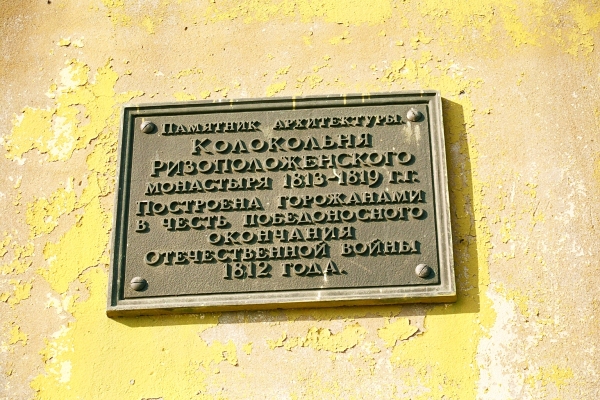 Памятник архитектуры.
Колокольня
Ризоположенского
монастыря 1813-1819 г.г.
Построена горожанами
в честь победоносного
окончания
Отечественной войны
1812 года.